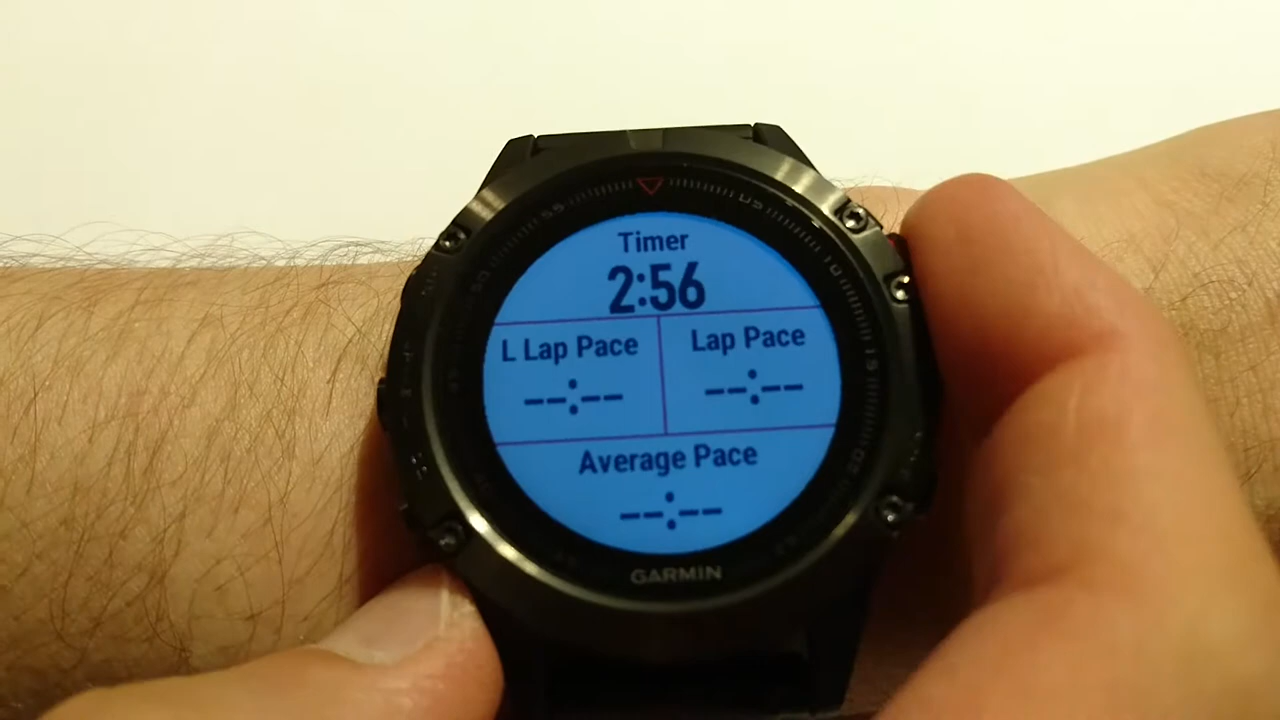 Timer
2:56
L Lap Pace
Lap Pace
--:--
--:--
Average Pace
--:--
GARMIN